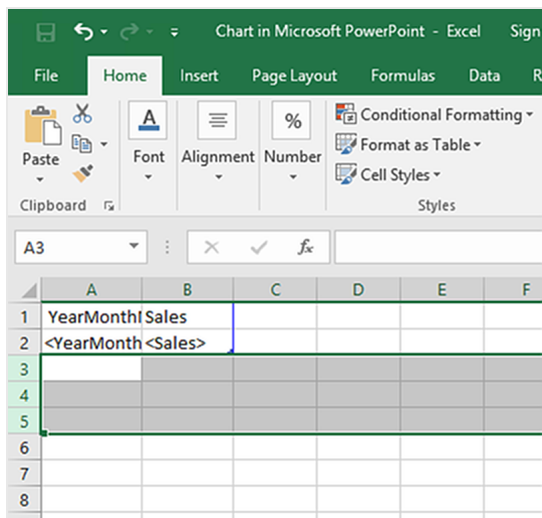 Chart in Microsoft PowerPoint - Excel Sign
File Home Insert Page Layout Formulas Data R
Paste
Font
Alignment
%
Number
Conditional Formatting
Format as Table
Cell Styles
Clipboard
Styles
A3
fx
A B C D E F
1 YearMonthI Sales
2 <YearMonth <Sales>
3
4
5
6
7
8